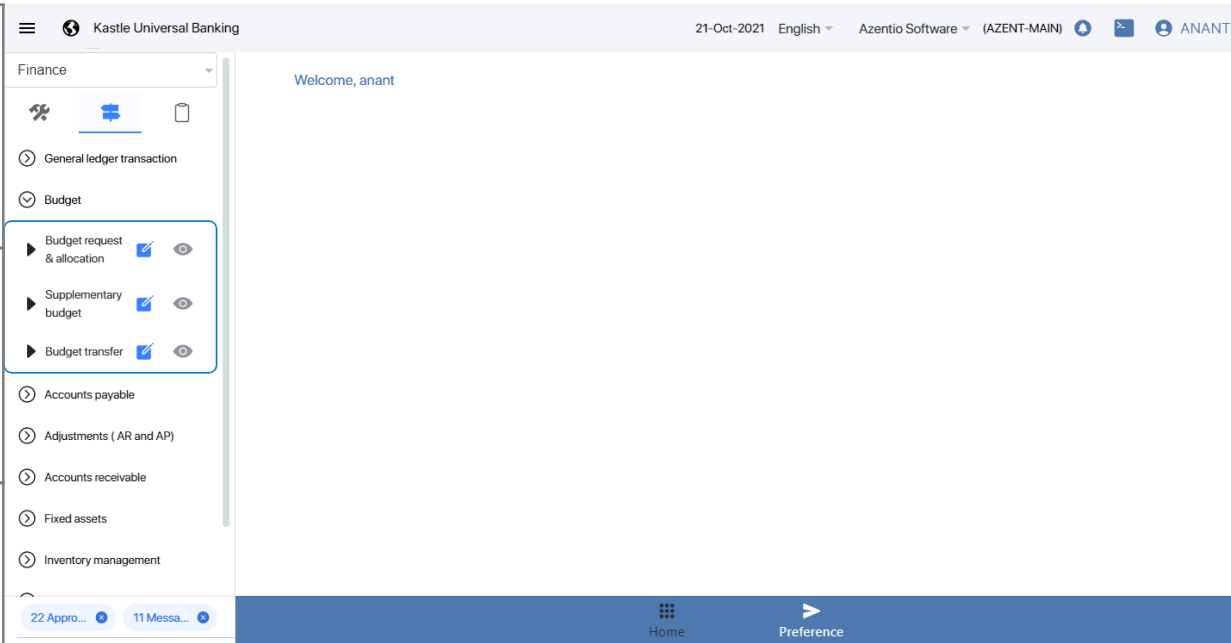 Kastle Universal Banking
21-Oct-2021 English Azentio Software (AZENT-MAIN) ANANT
Finance
Welcome, anant
General ledger transaction
Budget
Budget request
& allocation
Supplementary
budget
Budget transfer
Accounts payable
Adjustments ( AR and AP)
Accounts receivable
Fixed assets
Inventory management
22 Appro... 11 Messa...
Home Preference